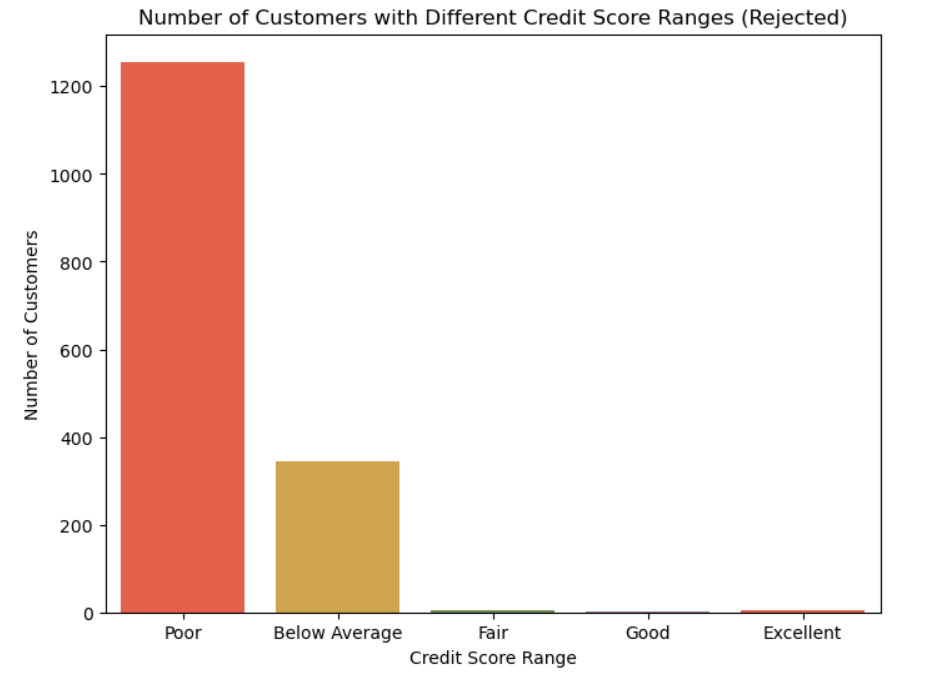 Number of Customers with Different Credit Score Ranges (Rejected)
Number of Customers
1200
1000
800
600
400
200
0
Poor
Below Average
Fair
Good
Excellent
Credit Score Range